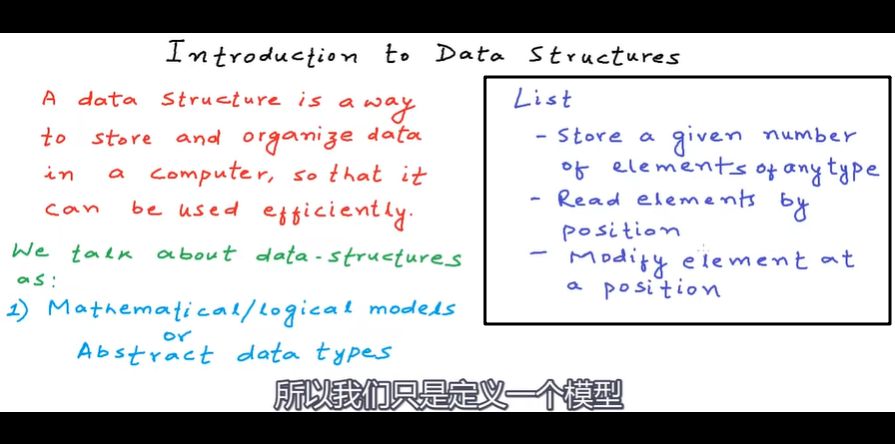 Introduction to Data Structures
A data structure is a way
to store and organize data
in a computer, so that it
can be used efficiently.
We talk about data-structures
as:
1) Mathematical/logical models
or
Abstract data types
List
- Store a given number
of elements of any type
- Read elements by
position
- Modify element at
a position
所以我们只是定义一个模型